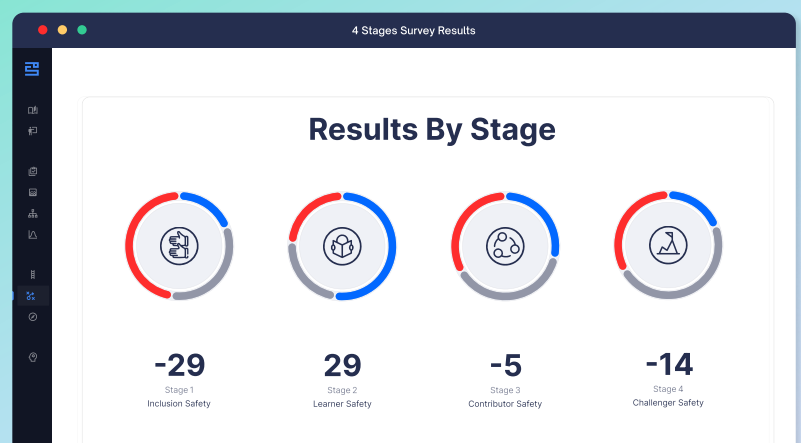 4 Stages Survey Results
Results By Stage
-29
Stage 1
Inclusion Safety
29
Stage 2
Learner Safety
-5
Stage 3
Contributor Safety
-14
Stage 4
Challenger Safety